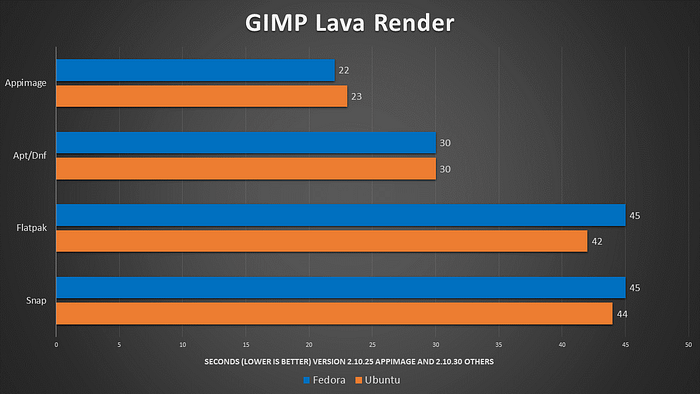 GIMP Lava Render
Appimage
22
23
Apt/Dnf
30
30
Flatpak
45
42
Snap
45
44
0 5 10 15 20 25 30 35 40 45 50
SECONDS (LOWER IS BETTER) VERSION 2.10.25 APPIMAGE AND 2.10.30 OTHERS
Fedora Ubuntu